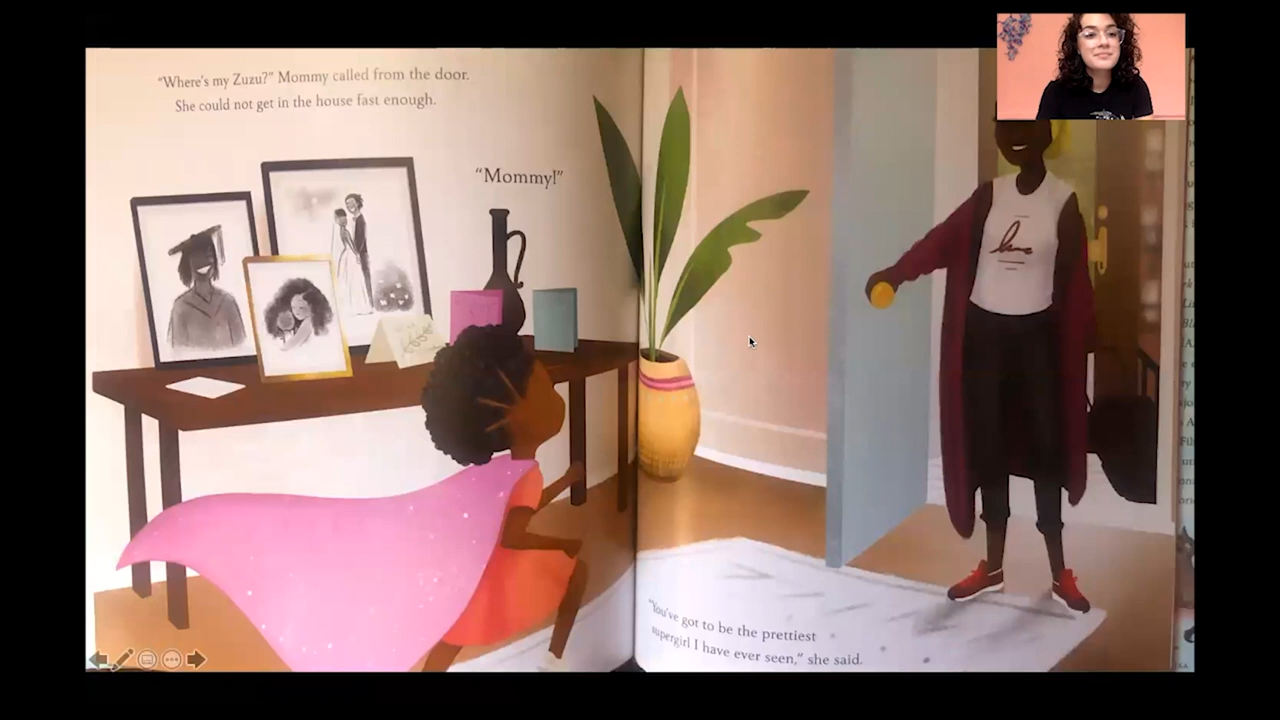 “Where’s my Zuzu?” Mommy called from the door.
She could not get in the house fast enough.
“Mommy!”
“You’ve got to be the prettiest
supergirl I have ever seen,” she said.